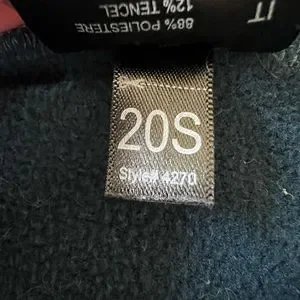 IT
88% POLIESTERE
12% TENCEL
20S
Style# 4270